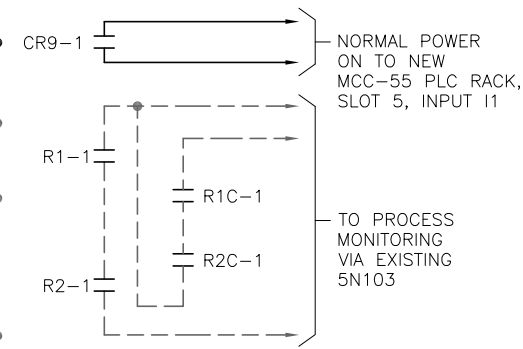 CR9-1
NORMAL POWER
ON TO NEW
MCC-55 PLC RACK,
SLOT 5, INPUT I1
R1-1
R1C-1
R2C-1
R2-1
TO PROCESS
MONITORING
VIA EXISTING
5N103